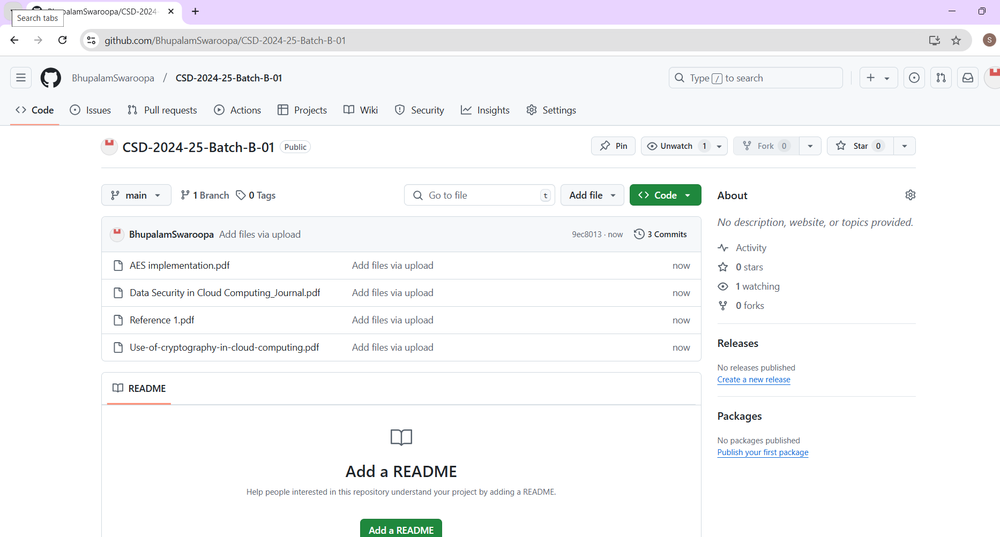 palamSwaroopa/CSD-2024-
Search tabs
github.com/BhupalamSwaroopa/CSD-2024-25-Batch-B-01
S
BhupalamSwaroopa / CSD-2024-25-Batch-B-01
Type / to search
Code Issues Pull requests Actions Projects Wiki Security Insights Settings
CSD-2024-25-Batch-B-01 Public
Pin Unwatch 1 Fork 0 Star 0
main 1 Branch 0 Tags
Go to file t Add file Code
BhupalamSwaroopa Add files via upload 9ec8013 · now 3 Commits
AES implementation.pdf Add files via upload now
Data Security in Cloud Computing_Journal.pdf Add files via upload now
Reference 1.pdf Add files via upload now
Use-of-cryptography-in-cloud-computing.pdf Add files via upload now
README
Add a README
Help people interested in this repository understand your project by adding a README.
Add a README
About
No description, website, or topics provided.
Activity
0 stars
1 watching
0 forks
Releases
No releases published
Create a new release
Packages
No packages published
Publish your first package